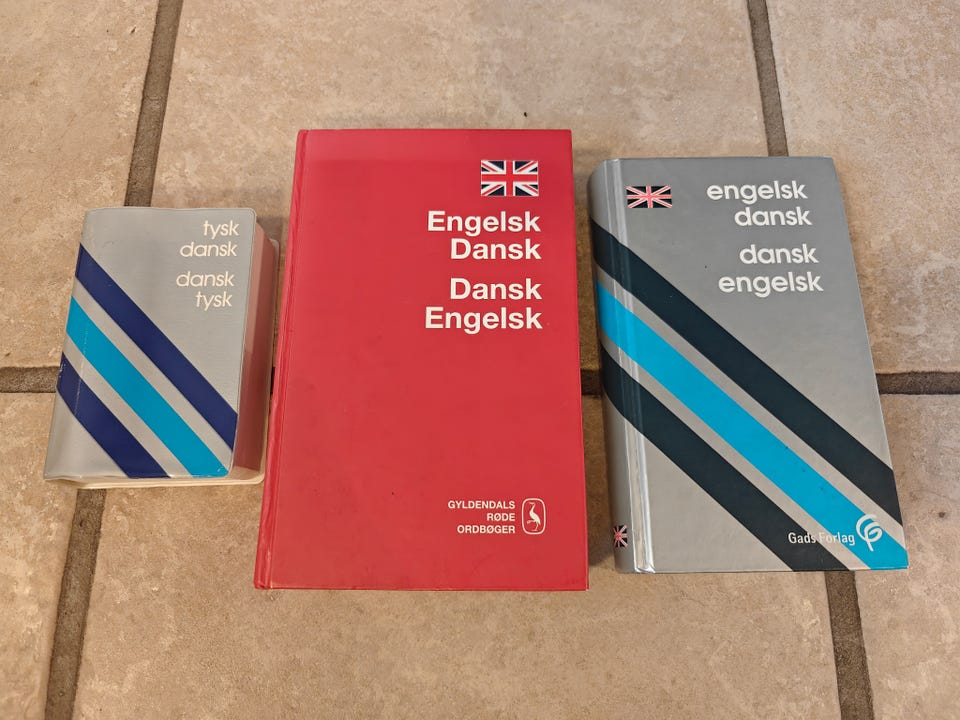 tysk
dansk
dansk
tysk
Engelsk
Dansk
Dansk
Engelsk
GYLDENDALS
RØDE
ORDBØGER
engelsk
dansk
dansk
engelsk
Gads Forlag